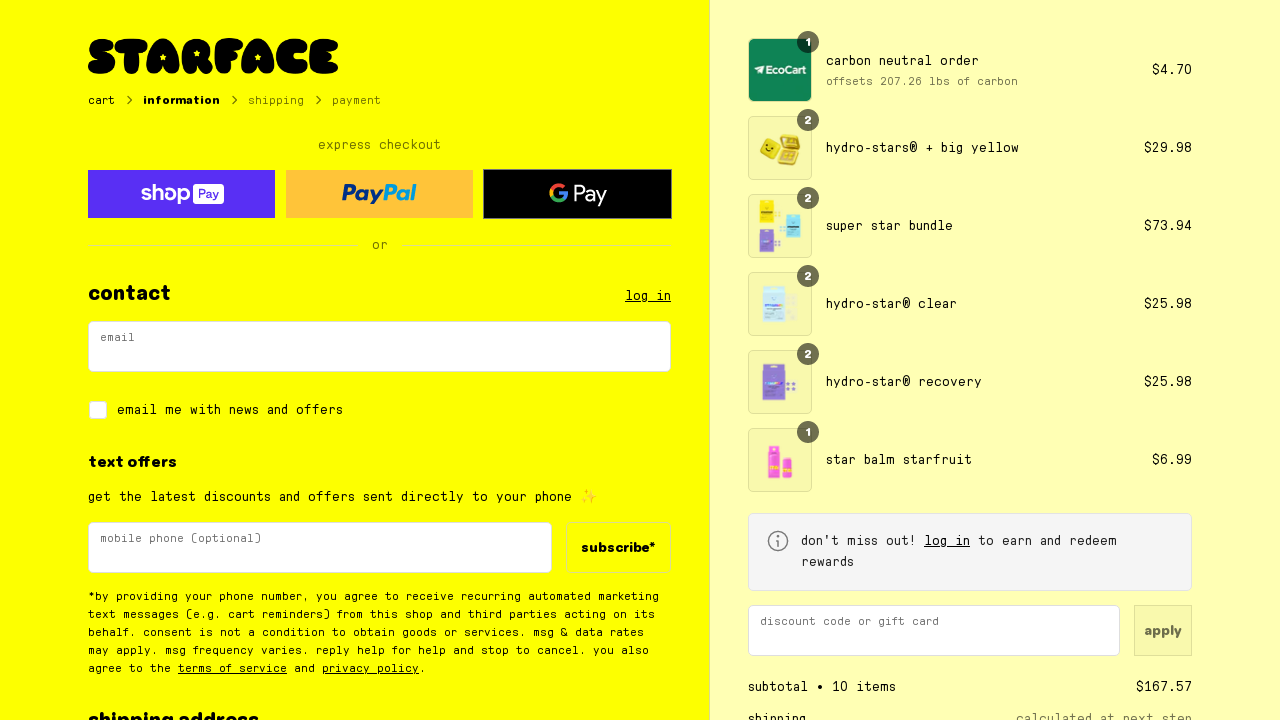 STARFACE
cart > information > shipping > payment
express checkout
shop Pay
PayPal
G Pay
or
contact
log in
email
email me with news and offers
text offers
get the latest discounts and offers sent directly to your phone ✨
mobile phone (optional)
subscribe*
*by providing your phone number, you agree to receive recurring automated marketing
text messages (e.g. cart reminders) from this shop and third parties acting on its
behalf. consent is not a condition to obtain goods or services. msg & data rates
may apply. msg frequency varies. reply help for help and stop to cancel. you also
agree to the terms of service and privacy policy.
shipping address
EcoCart
1
carbon neutral order
offsets 207.26 lbs of carbon
$4.70
2
hydro-stars® + big yellow
$29.98
2
super star bundle
$73.94
2
hydro-star® clear
$25.98
2
hydro-star® recovery
$25.98
1
star balm starfruit
$6.99
don't miss out! log in to earn and redeem
rewards
discount code or gift card
apply
subtotal • 10 items
$167.57
shipping
calculated at next step